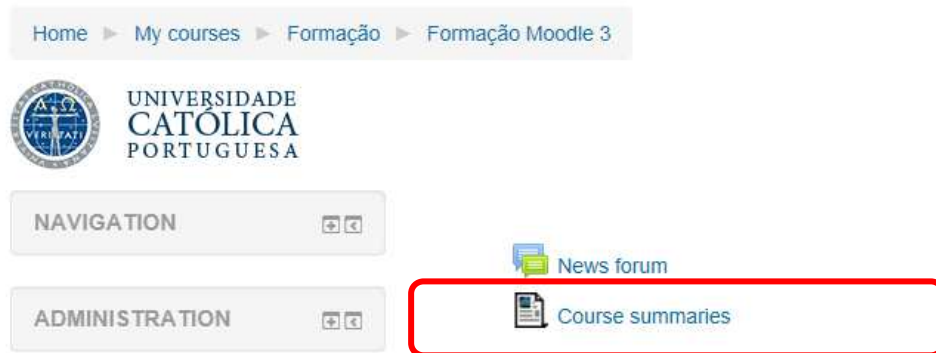 Home ► My courses ► Formação ► Formação Moodle 3
UNIVERSIDADE
CATÓLICA
PORTUGUESA
NAVIGATION
News forum
ADMINISTRATION
Course summaries